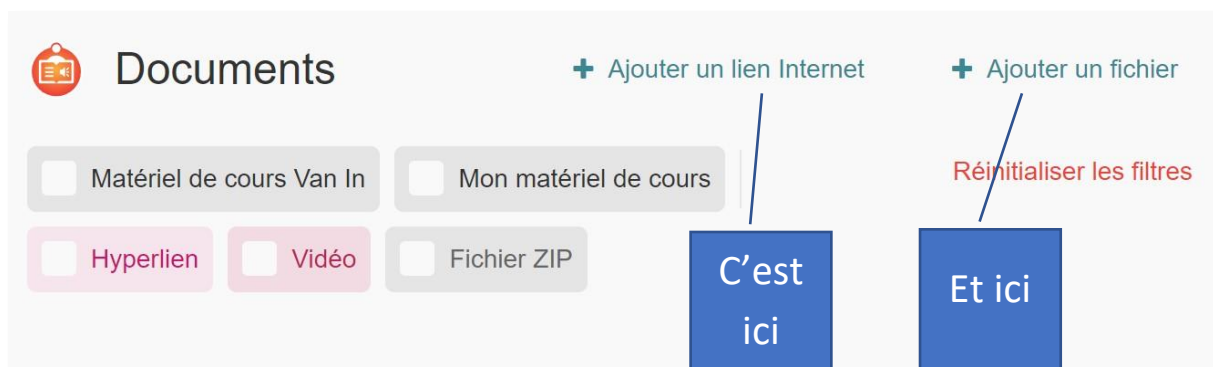 Documents
+ Ajouter un lien Internet
+ Ajouter un fichier
Matériel de cours Van In
Mon matériel de cours
Réinitialiser les filtres
Hyperlien
Vidéo
Fichier ZIP
C’est
ici
Et ici